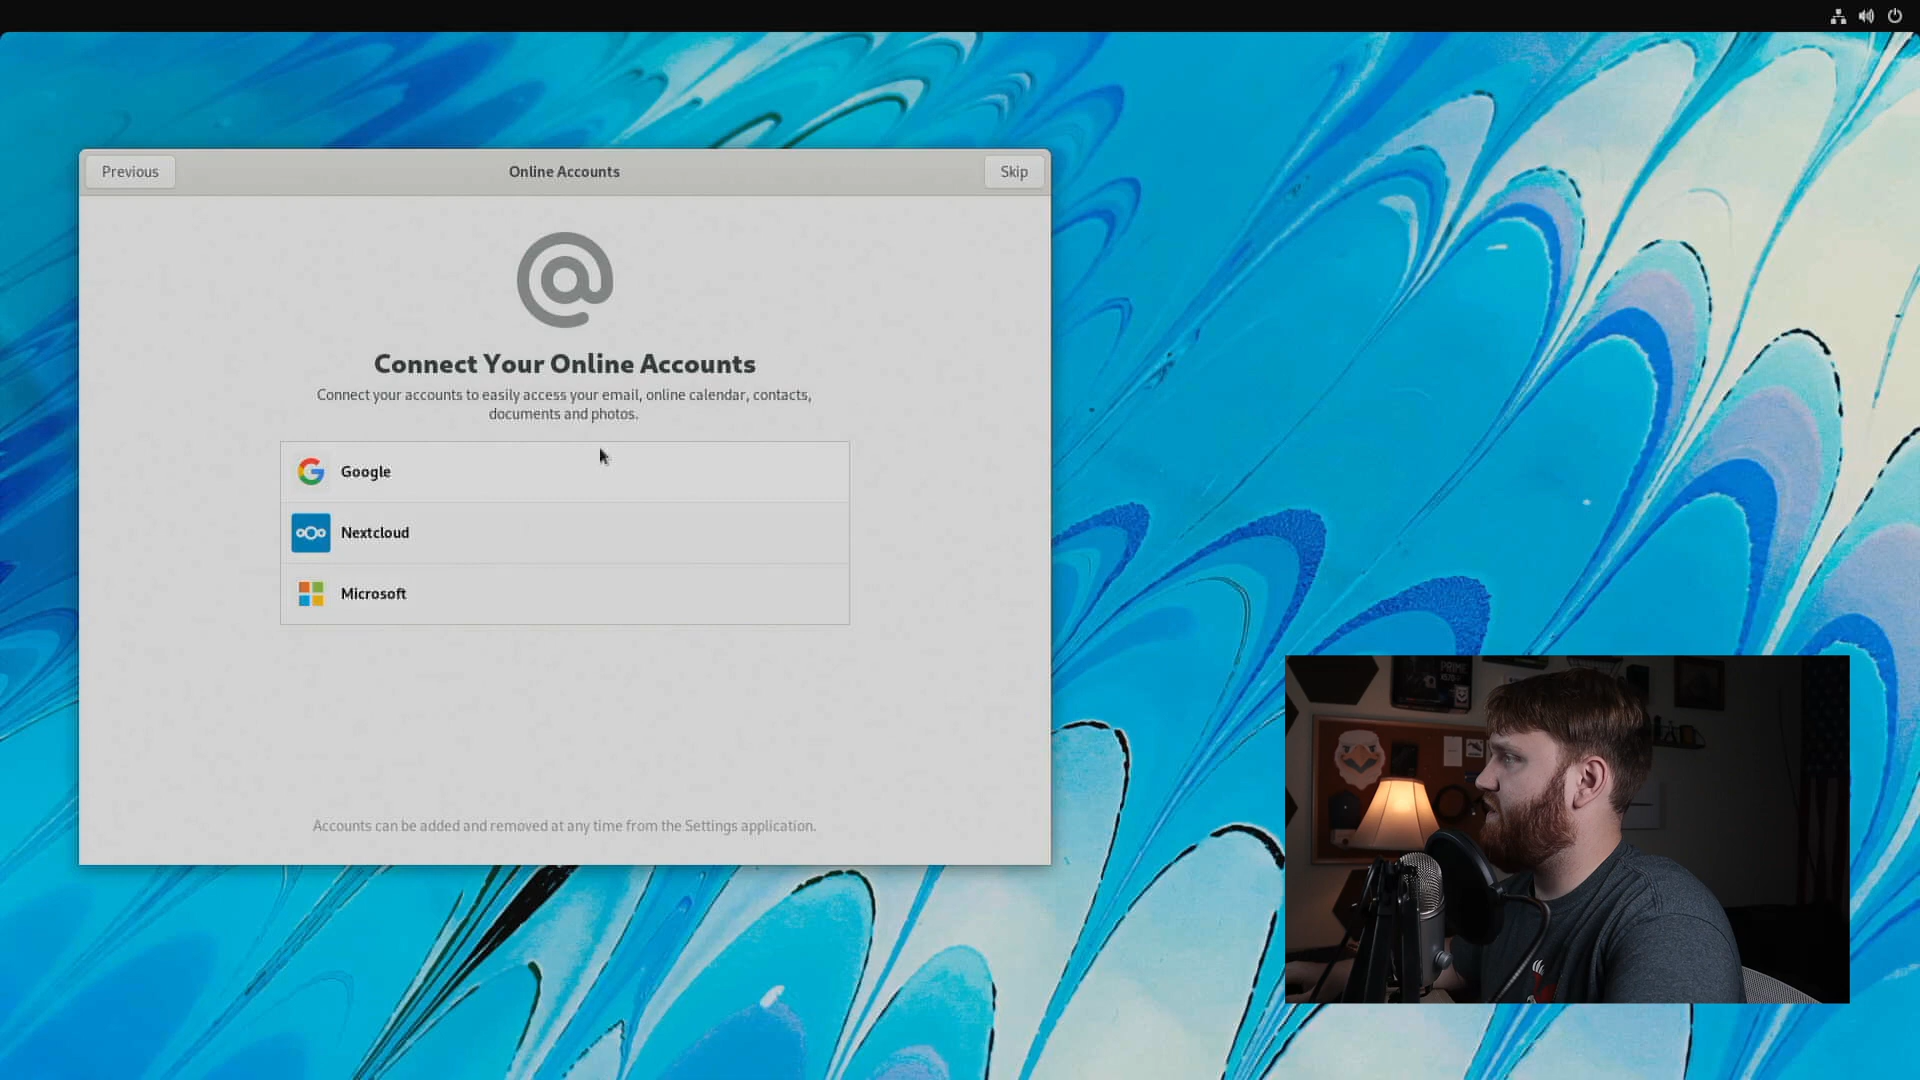 Previous
Online Accounts
Skip
Connect Your Online Accounts
Connect your accounts to easily access your email, online calendar, contacts,
documents and photos.
Google
Nextcloud
Microsoft
Accounts can be added and removed at any time from the Settings application.
PRIME